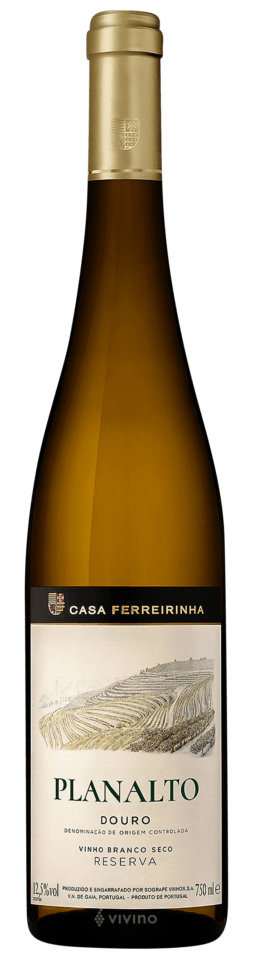 CASA FERREIRINHA
PLANALTO
DOURO
DENOMINAÇÃO DE ORIGEM CONTROLADA
VINHO BRANCO SECO
RESERVA
12,5%vol
PRODUZIDO E ENGARRAFADO POR SOGRAPE VINHOS, S.A.
V.N. DE GAIA, PORTUGAL - PRODUTO DE PORTUGAL
750 ml e
vivino